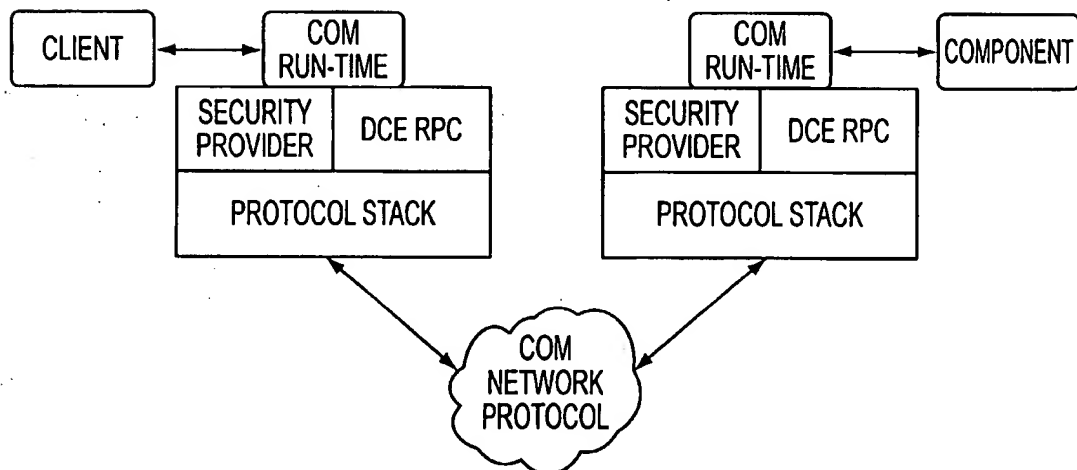 CLIENT
COM
RUN-TIME
SECURITY
PROVIDER
DCE RPC
PROTOCOL STACK
COM
RUN-TIME
COMPONENT
SECURITY
PROVIDER
DCE RPC
PROTOCOL STACK
COM
NETWORK
PROTOCOL